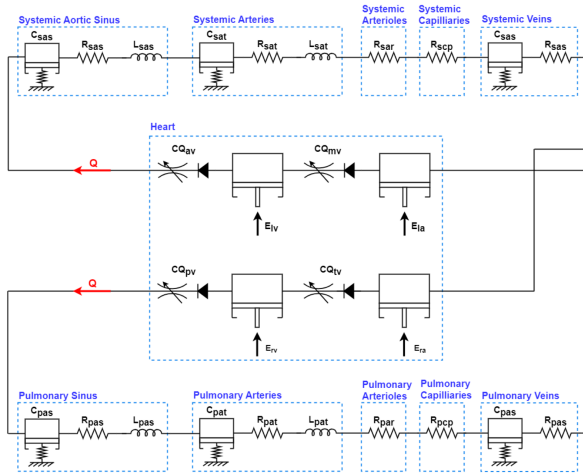 Systemic Aortic Sinus
Systemic Arteries
Systemic Arterioles
Systemic Capilliaries
Systemic Veins
Csas
Rsas
Lsas
Csat
Rsat
Lsat
Rsar
Rscp
Csas
Rsas
Heart
CQav
CQmv
Q
Elv
Ela
CQpv
CQtv
Q
Erv
Era
Pulmonary Sinus
Pulmonary Arteries
Pulmonary Arterioles
Pulmonary Capilliaries
Pulmonary Veins
Cpas
Rpas
Lpas
Cpat
Rpat
Lpat
Rpar
Rpcp
Cpas
Rpas